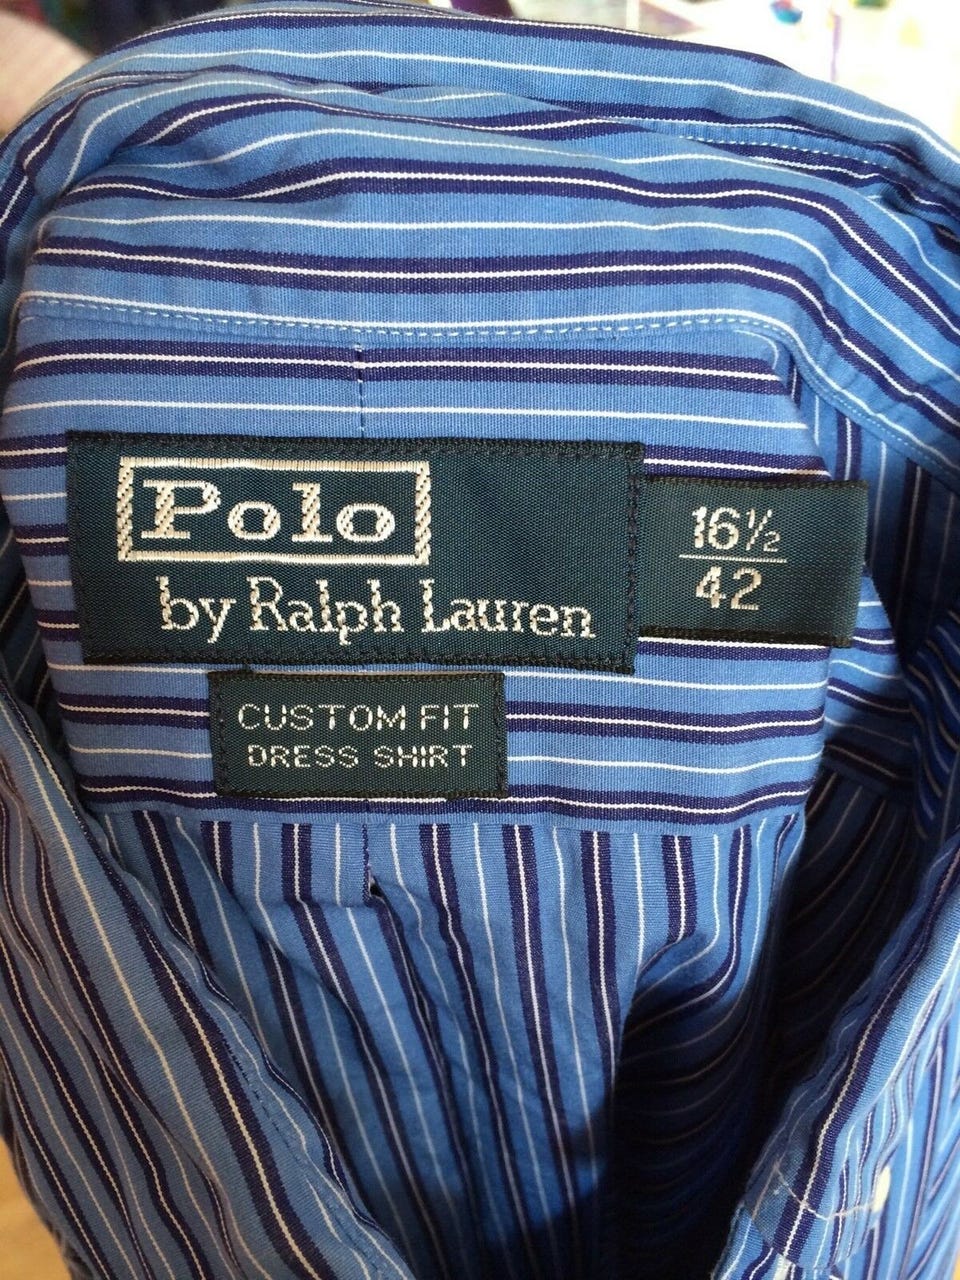 Polo
by Ralph Lauren
16½
42
CUSTOM FIT
DRESS SHIRT